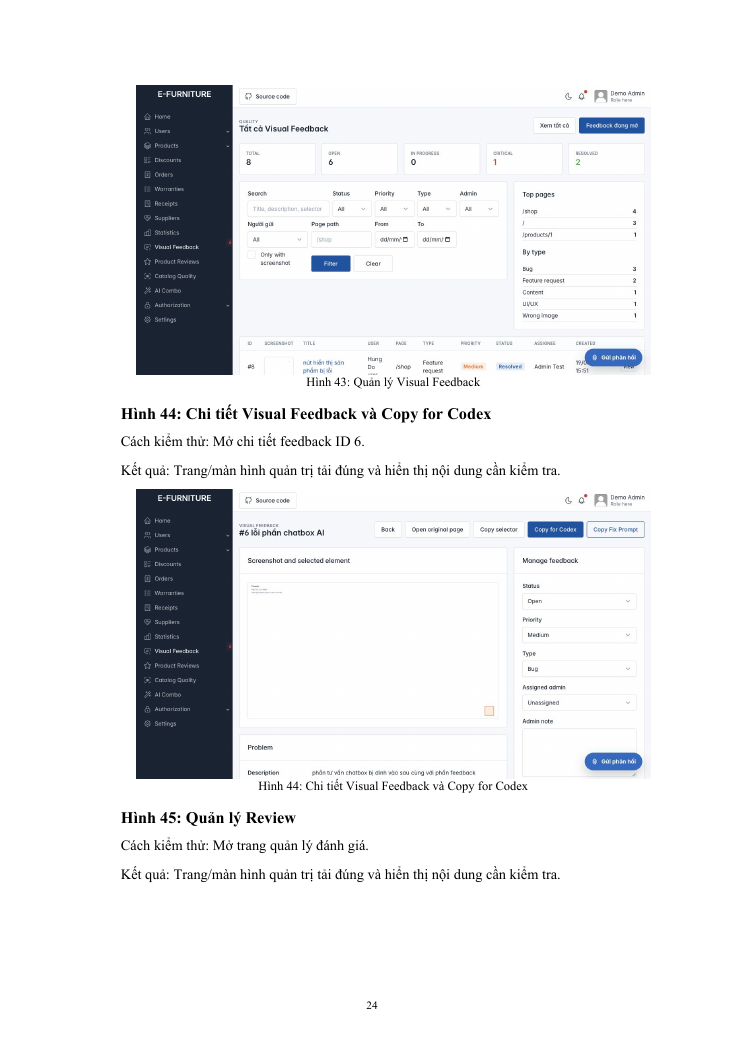 E-FURNITURE
Source code
Demo Admin
Role here
Home
Users
Products
Discounts
Orders
Warranties
Receipts
Suppliers
Statistics
Visual Feedback
Product Reviews
Catalog Quality
AI Combo
Authorization
Settings
QUALITY
Tất cả Visual Feedback
Xem tất cả
Feedback đang mở
TOTAL
8
OPEN
6
IN PROGRESS
0
CRITICAL
1
RESOLVED
2
Search Status Priority Type Admin
Title, description, selector All All All All
Người gửi Page path From To
All /shop dd/mm/ dd/mm/
Only with
screenshot
Filter Clear
Top pages
/shop 4
/ 3
/products/1 1
By type
Bug 3
Feature request 2
Content 1
UI/UX 1
Wrong image 1
ID SCREENSHOT TITLE USER PAGE TYPE PRIORITY STATUS ASSIGNEE CREATED
#8 nút hiển thị sản phẩm bị lỗi Hung Do /shop Feature request Medium Resolved Admin Test 15:51
Gửi phản hồi
Hình 43: Quản lý Visual Feedback
Hình 44: Chi tiết Visual Feedback và Copy for Codex
Cách kiểm thử: Mở chi tiết feedback ID 6.
Kết quả: Trang/màn hình quản trị tải đúng và hiển thị nội dung cần kiểm tra.
E-FURNITURE
Source code
Demo Admin
Role here
Home
Users
Products
Discounts
Orders
Warranties
Receipts
Suppliers
Statistics
Visual Feedback
Product Reviews
Catalog Quality
AI Combo
Authorization
Settings
VISUAL FEEDBACK
#6 lỗi phần chatbox AI
Back
Open original page
Copy selector
Copy for Codex
Copy Fix Prompt
Screenshot and selected element
Problem
Description phần tư vấn chatbox bị dính vào sau cùng với phần feedback
Manage feedback
Status
Open
Priority
Medium
Type
Bug
Assigned admin
Unassigned
Admin note
Gửi phản hồi
Hình 44: Chi tiết Visual Feedback và Copy for Codex
Hình 45: Quản lý Review
Cách kiểm thử: Mở trang quản lý đánh giá.
Kết quả: Trang/màn hình quản trị tải đúng và hiển thị nội dung cần kiểm tra.
24